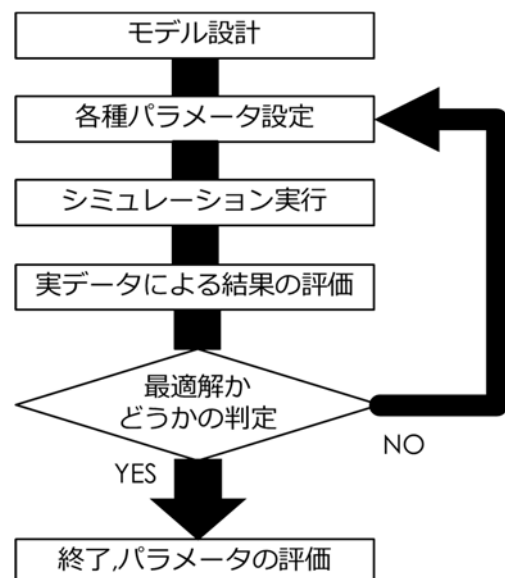 モデル設計
各種パラメータ設定
シミュレーション実行
実データによる結果の評価
最適解か
どうかの判定
NO
YES
終了,パラメータの評価